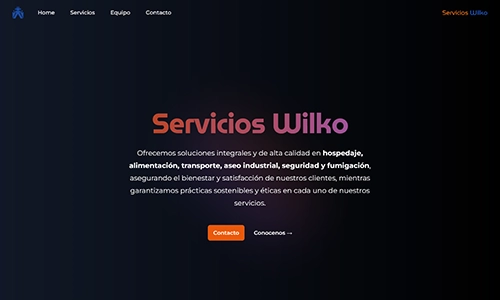 Home Servicios Equipo Contacto Servicios Wilko
Servicios Wilko
Ofrecemos soluciones integrales y de alta calidad en hospedaje,
alimentación, transporte, aseo industrial, seguridad y fumigación,
asegurando el bienestar y satisfacción de nuestros clientes, mientras
garantizamos prácticas sostenibles y éticas en cada uno de nuestros
servicios.
Contacto Conocenos →